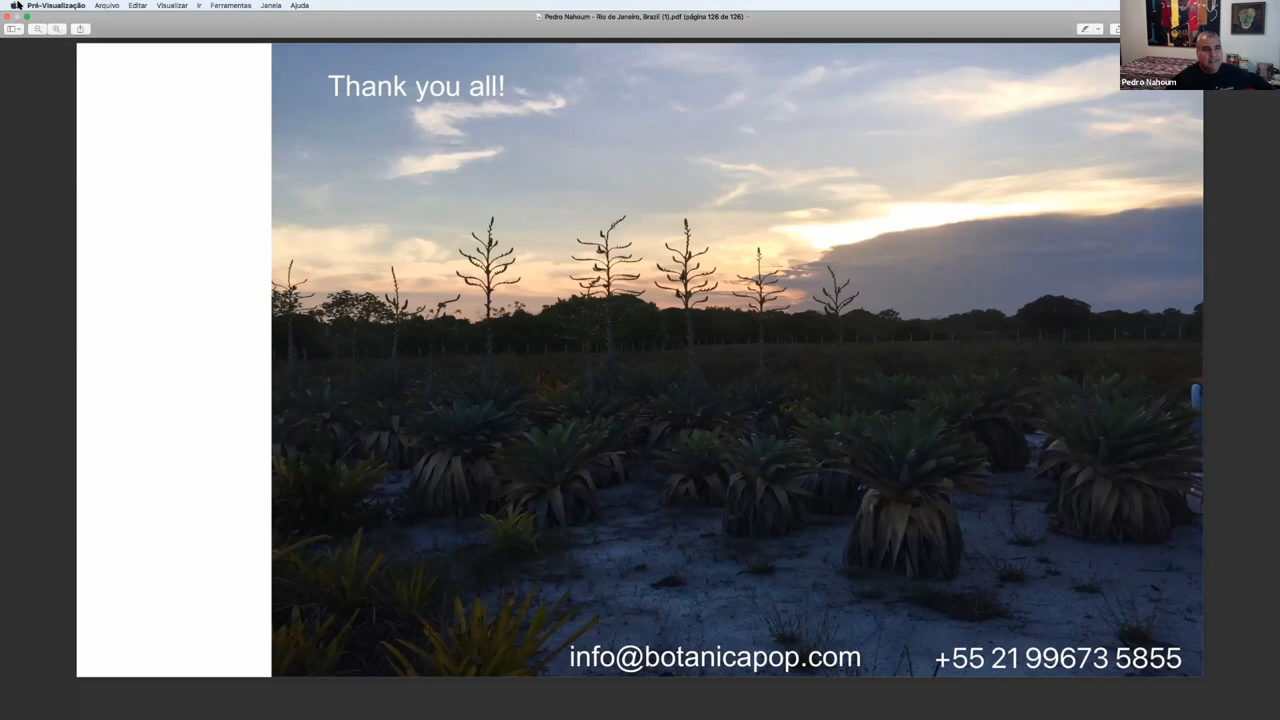 Pré-Visualização Arquivo Editar Visualizar Ir Ferramentas Janela Ajuda
Pedro Nahoum - Rio de Janeiro, Brazil (1).pdf (página 126 de 126)
Pedro Nahoum
Thank you all!
info@botanicapop.com +55 21 99673 5855